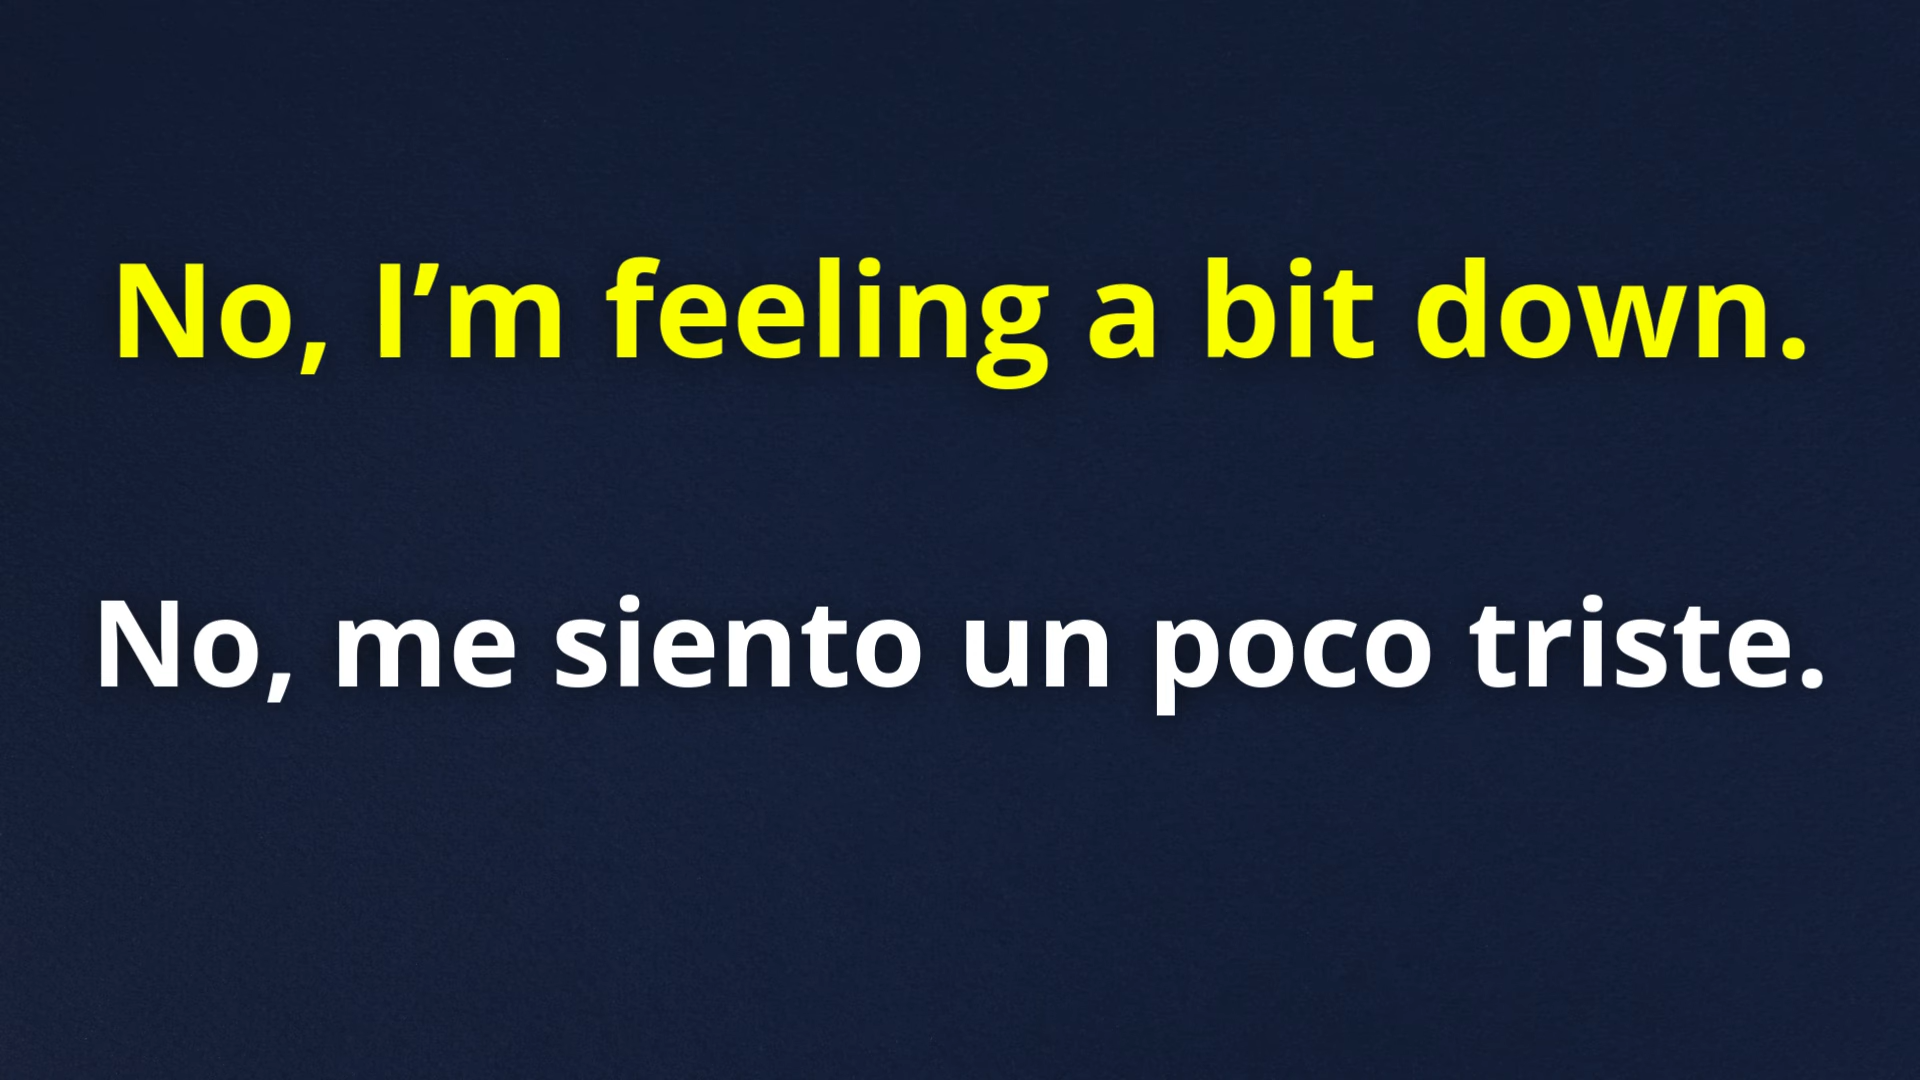 No, I’m feeling a bit down.
No, me siento un poco triste.